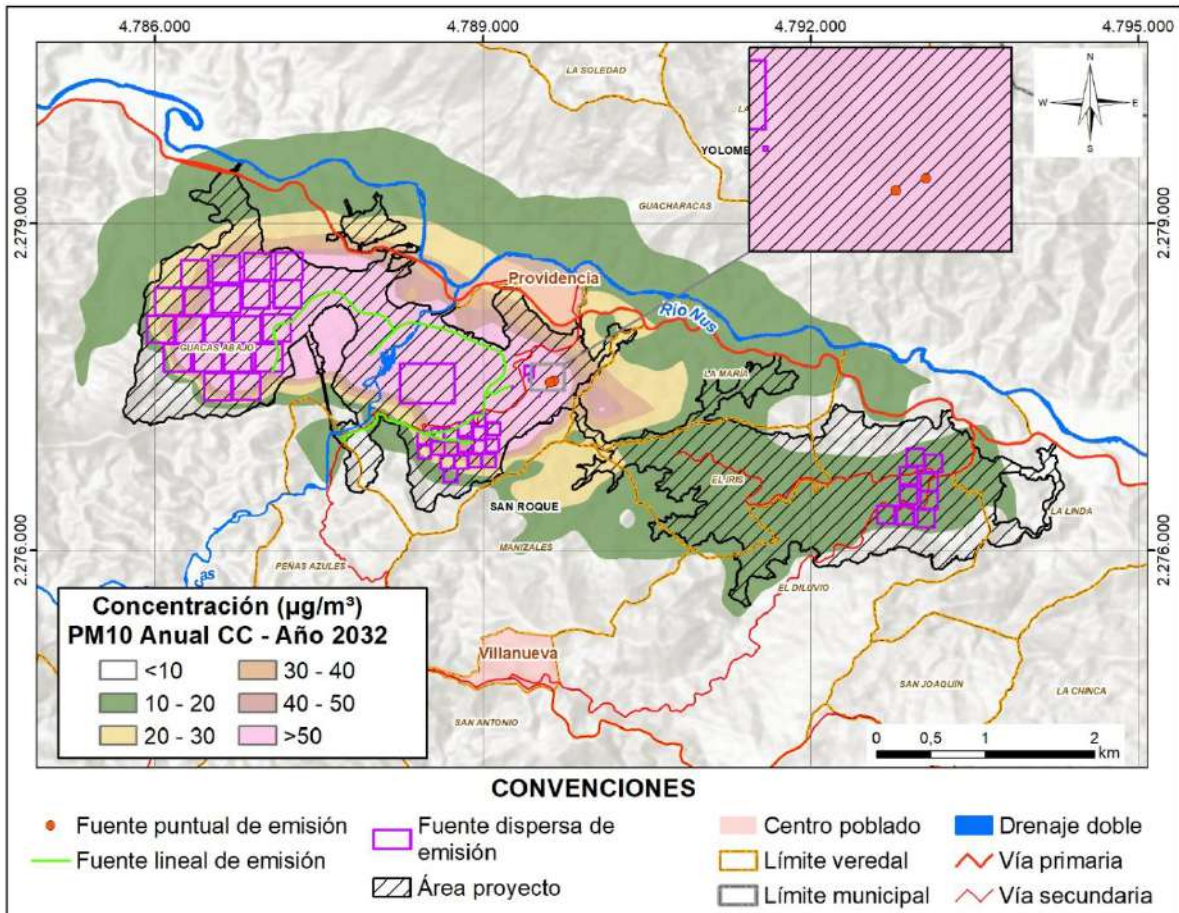 4.786.000
4.789.000
4.792.000
4.795.000
2.279.000
2.279.000
2.276.000
2.276.000
N
W
E
S
LA SOLEDAD
YOLOMB
GUACHARACAS
Providencia
Río Nus
GUACAS ABAJO
LA MARÍA
SAN ROQUE
EL IRIS
LA LINDA
MANIZALES
PEÑAS AZULES
EL DILUVIO
cas
Villanueva
SAN JOAQUÍN
LA CHINCA
SAN ANTONIO
Concentración (µg/m³)
PM10 Anual CC - Año 2032
<10
30 - 40
10 - 20
40 - 50
20 - 30
>50
0
0,5
1
2
km
CONVENCIONES
Fuente puntual de emisión
Fuente lineal de emisión
Fuente dispersa de
emisión
Área proyecto
Centro poblado
Límite veredal
Límite municipal
Drenaje doble
Vía primaria
Vía secundaria